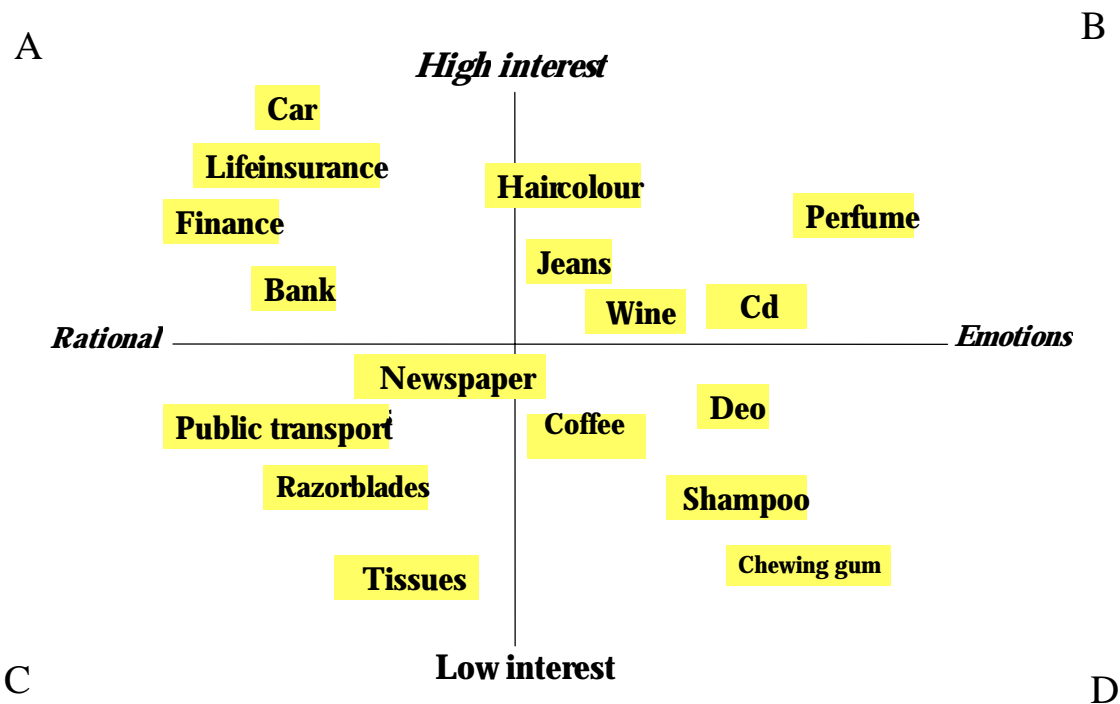 A
B
High interest
Car
Lifeinsurance
Haircolour
Finance
Perfume
Jeans
Bank
Wine
Cd
Rational
Emotions
Newspaper
Deo
Public transport
Coffee
Razorblades
Shampoo
Tissues
Chewing gum
Low interest
C
D